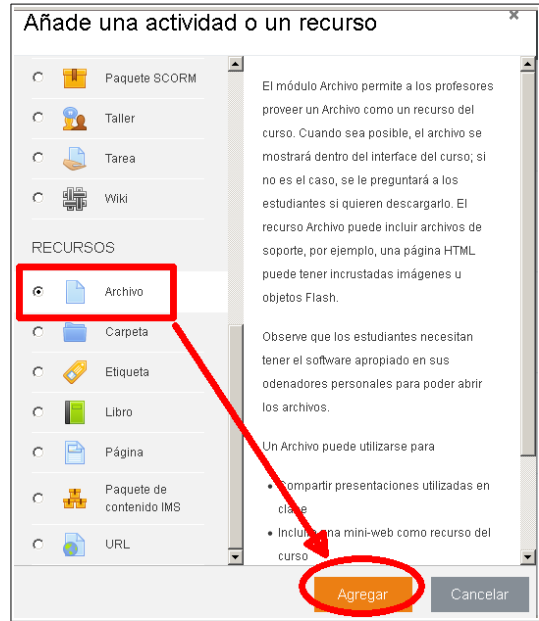 Añade una actividad o un recurso
×
Paquete SCORM
Taller
Tarea
Wiki
RECURSOS
Archivo
Carpeta
Etiqueta
Libro
Página
Paquete de
contenido IMS
URL
El módulo Archivo permite a los profesores
proveer un Archivo como un recurso del
curso. Cuando sea posible, el archivo se
mostrará dentro del interface del curso; si
no es el caso, se le preguntará a los
estudiantes si quieren descargarlo. El
recurso Archivo puede incluir archivos de
soporte, por ejemplo, una página HTML
puede tener incrustadas imágenes u
objetos Flash.
Observe que los estudiantes necesitan
tener el software apropiado en sus
odenadores personales para poder abrir
los archivos.
Un Archivo puede utilizarse para
• Compartir presentaciones utilizadas en
clase
• Incluir una mini-web como recurso del
curso
Agregar
Cancelar